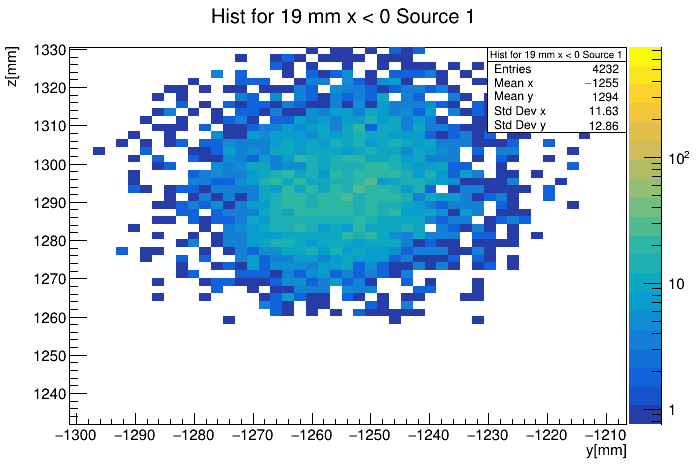 Hist for 19 mm x < 0 Source 1
z[mm]
1330
1320
1310
1300
1290
1280
1270
1260
1250
1240
Hist for 19 mm x < 0 Source 1
Entries 4232
Mean x −1255
Mean y 1294
Std Dev x 11.63
Std Dev y 12.86
10²
10
1
−1300 −1290 −1280 −1270 −1260 −1250 −1240 −1230 −1220 −1210
y[mm]